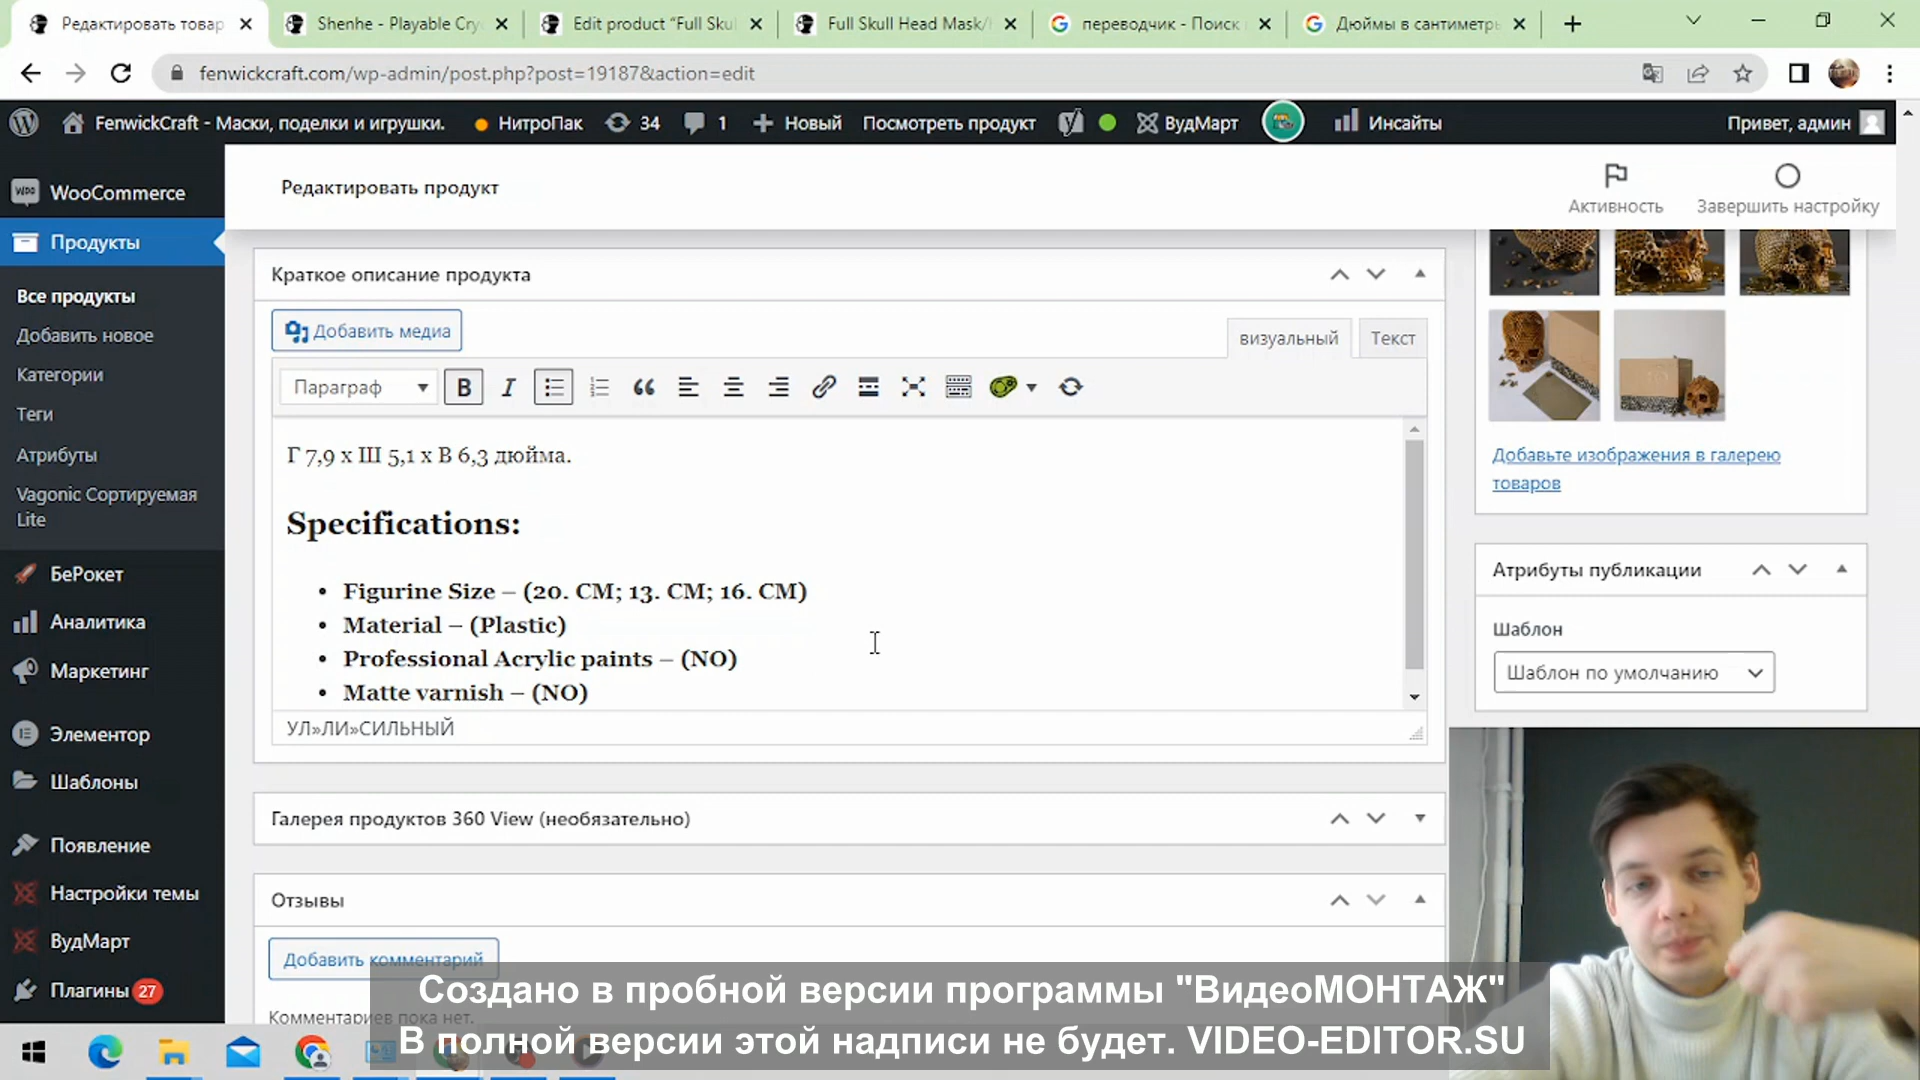 Редактировать товар
Shenhe - Playable Cry
Edit product “Full Skul
Full Skull Head Mask/H
переводчик - Поиск в
Дюймы в сантиметры
fenwickcraft.com/wp-admin/post.php?post=19187&action=edit
FenwickCraft - Маски, поделки и игрушки.
НитроПак
34
1
Новый
Посмотреть продукт
ВудМарт
Инсайты
Привет, админ
WooCommerce
Продукты
Все продукты
Добавить новое
Категории
Теги
Атрибуты
Vagonic Сортируемая
Lite
БеРокет
Аналитика
Маркетинг
Элементор
Шаблоны
Появление
Настройки темы
ВудМарт
Плагины 27
Редактировать продукт
Активность
Завершить настройку
Краткое описание продукта
Добавить медиа
визуальный
Текст
Параграф
Г 7,9 x Ш 5,1 x В 6,3 дюйма.
Specifications:
Figurine Size – (20. CM; 13. CM; 16. CM)
Material – (Plastic)
Professional Acrylic paints – (NO)
Matte varnish – (NO)
УЛ»ЛИ»СИЛЬНЫЙ
Галерея продуктов 360 View (необязательно)
Отзывы
Добавить комментарий
Комментариев пока нет.
Добавьте изображения в галерею
товаров
Атрибуты публикации
Шаблон
Шаблон по умолчанию
Создано в пробной версии программы "ВидеоМОНТАЖ"
В полной версии этой надписи не будет. VIDEO-EDITOR.SU